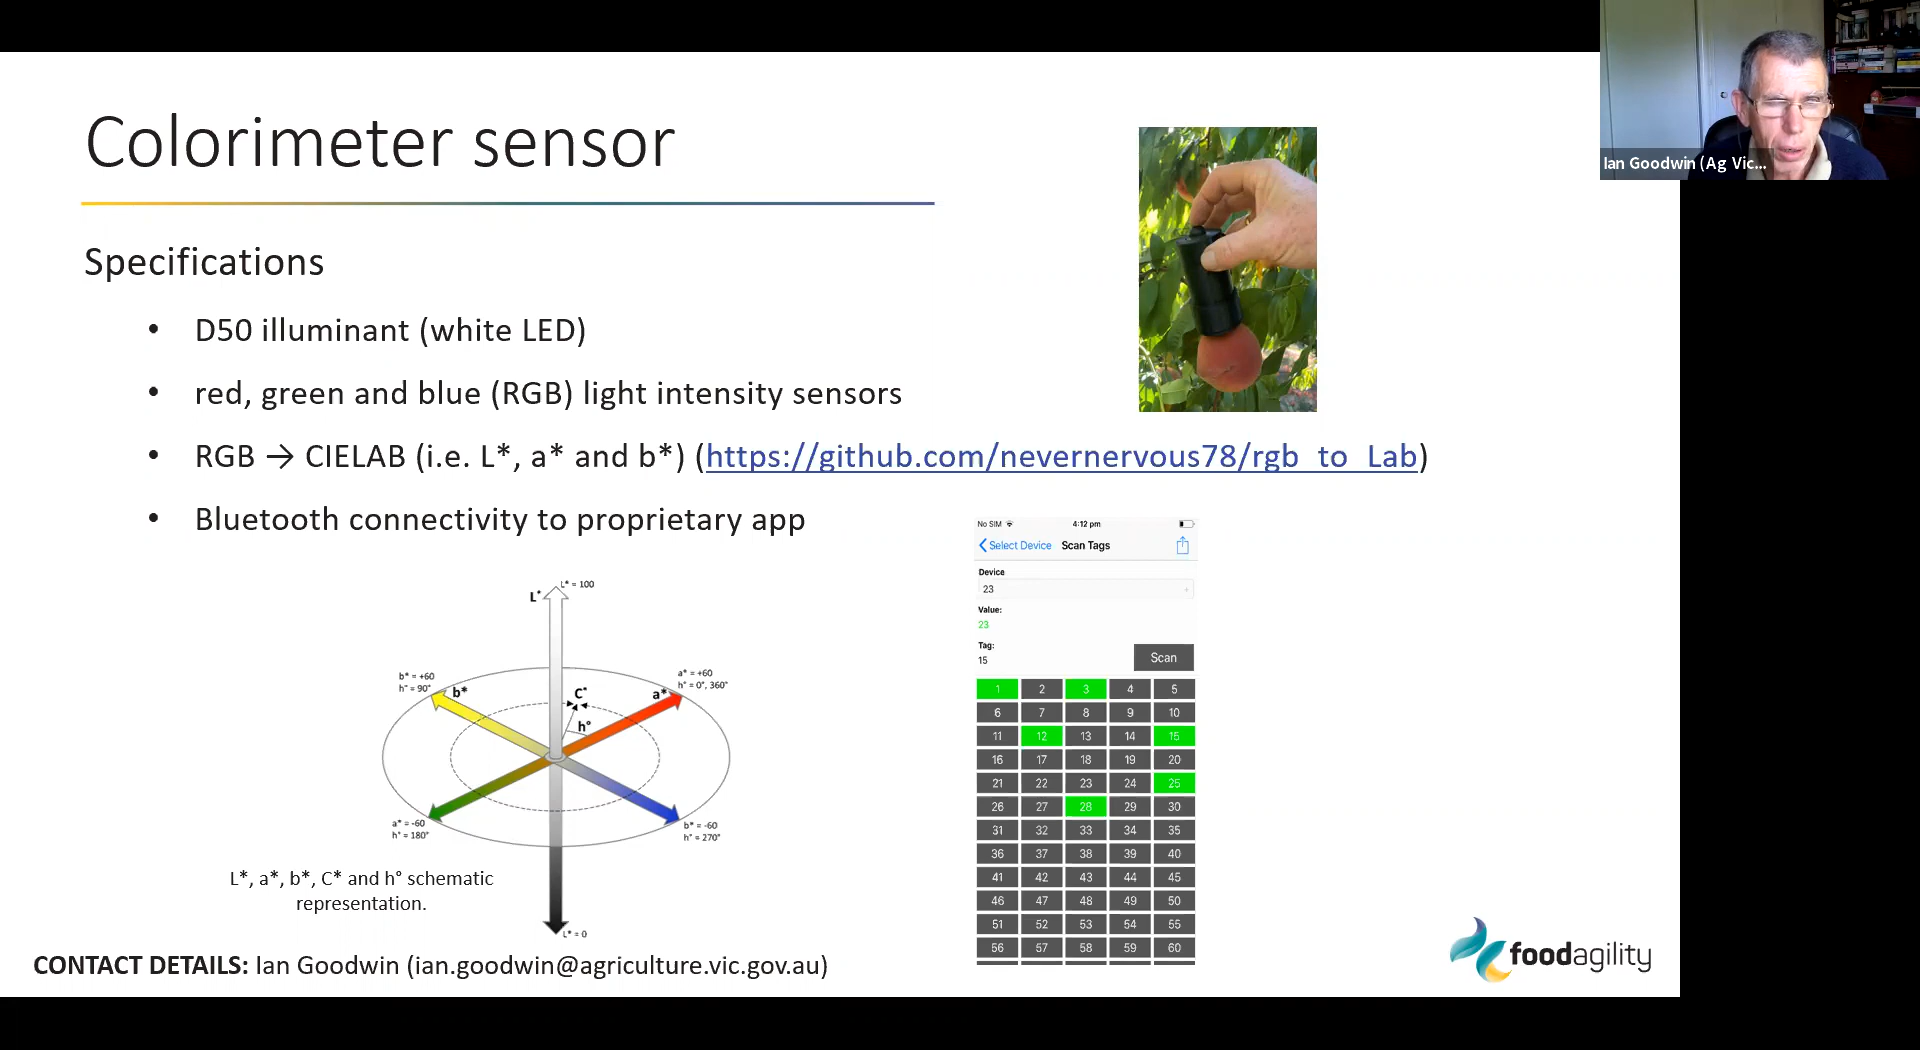 Colorimeter sensor
Ian Goodwin (Ag Vic...
Specifications
• D50 illuminant (white LED)
• red, green and blue (RGB) light intensity sensors
• RGB → CIELAB (i.e. L*, a* and b*) (https://github.com/nevernervous78/rgb_to_Lab)
• Bluetooth connectivity to proprietary app
L* = 100
L*
b* = +60
h° = 90°
b*
C*
a*
a* = +60
h° = 0°, 360°
h°
a* = -60
h° = 180°
b* = -60
h° = 270°
L* = 0
L*, a*, b*, C* and h° schematic
representation.
No SIM 4:12 pm
Select Device Scan Tags
Device
23
Value:
23
Tag:
15
Scan
1 2 3 4 5
6 7 8 9 10
11 12 13 14 15
16 17 18 19 20
21 22 23 24 25
26 27 28 29 30
31 32 33 34 35
36 37 38 39 40
41 42 43 44 45
46 47 48 49 50
51 52 53 54 55
56 57 58 59 60
CONTACT DETAILS: Ian Goodwin (ian.goodwin@agriculture.vic.gov.au)
foodagility